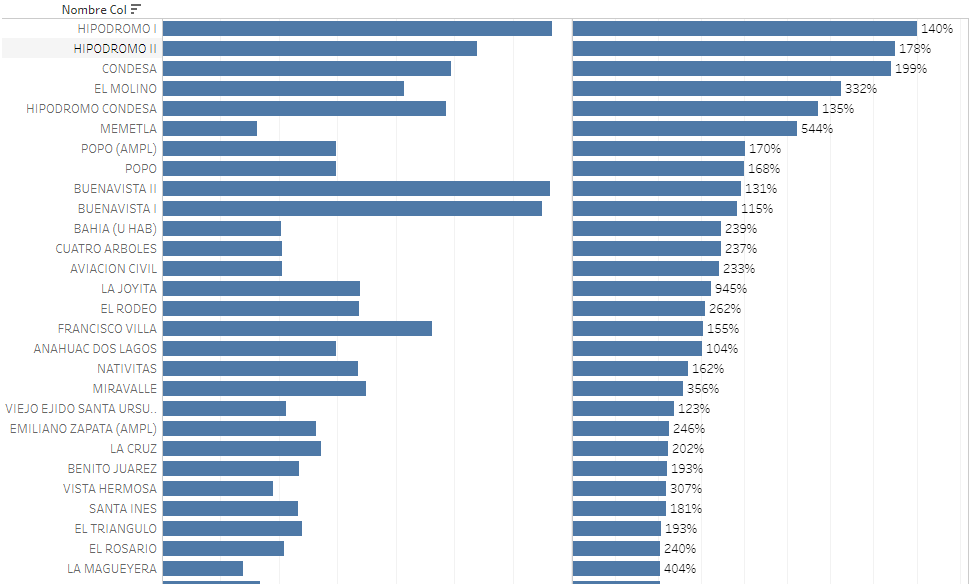 Nombre Col
HIPODROMO I 140%
HIPODROMO II 178%
CONDESA 199%
EL MOLINO 332%
HIPODROMO CONDESA 135%
MEMETLA 544%
POPO (AMPL) 170%
POPO 168%
BUENAVISTA II 131%
BUENAVISTA I 115%
BAHIA (U HAB) 239%
CUATRO ARBOLES 237%
AVIACION CIVIL 233%
LA JOYITA 945%
EL RODEO 262%
FRANCISCO VILLA 155%
ANAHUAC DOS LAGOS 104%
NATIVITAS 162%
MIRAVALLE 356%
VIEJO EJIDO SANTA URSU.. 123%
EMILIANO ZAPATA (AMPL) 246%
LA CRUZ 202%
BENITO JUAREZ 193%
VISTA HERMOSA 307%
SANTA INES 181%
EL TRIANGULO 193%
EL ROSARIO 240%
LA MAGUEYERA 404%